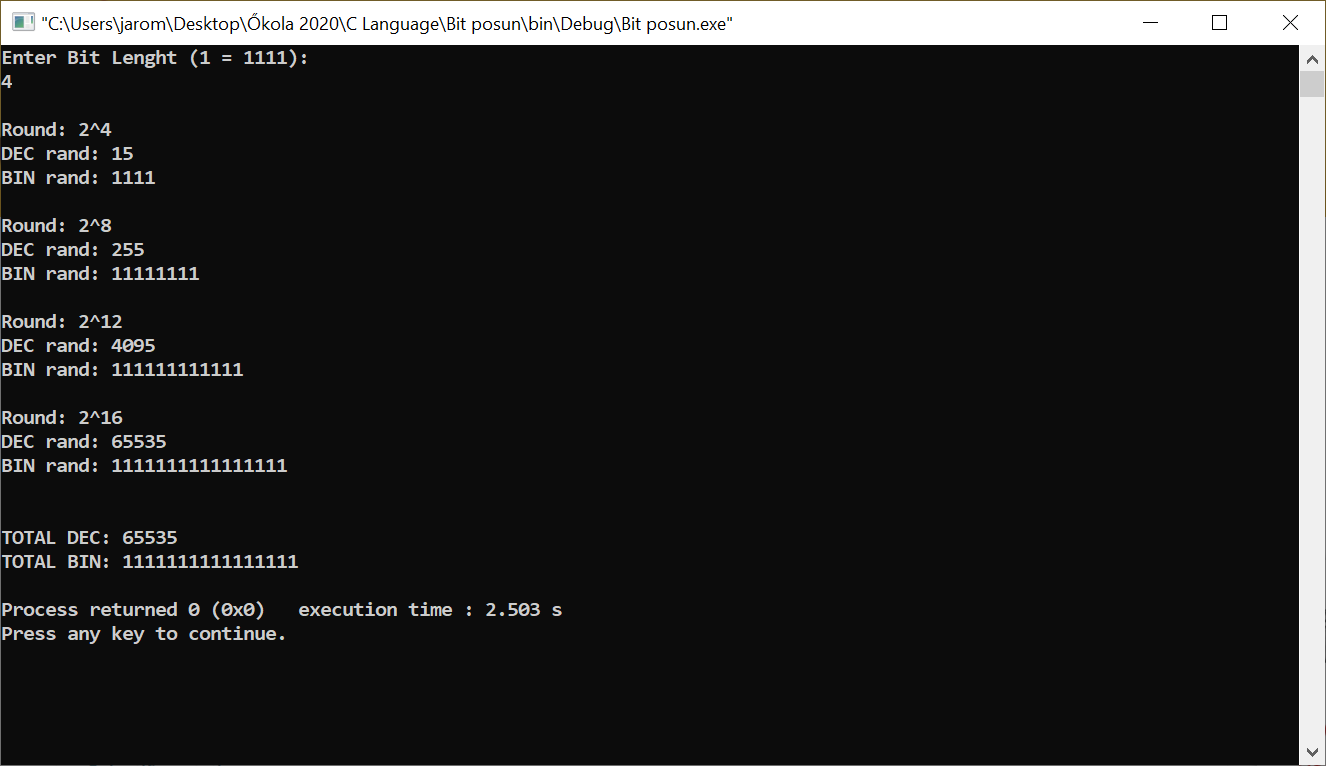 "C:\Users\jarom\Desktop\Őkola 2020\C Language\Bit posun\bin\Debug\Bit posun.exe"
Enter Bit Lenght (1 = 1111):
4
Round: 2^4
DEC rand: 15
BIN rand: 1111
Round: 2^8
DEC rand: 255
BIN rand: 11111111
Round: 2^12
DEC rand: 4095
BIN rand: 111111111111
Round: 2^16
DEC rand: 65535
BIN rand: 1111111111111111
TOTAL DEC: 65535
TOTAL BIN: 1111111111111111
Process returned 0 (0x0)   execution time : 2.503 s
Press any key to continue.